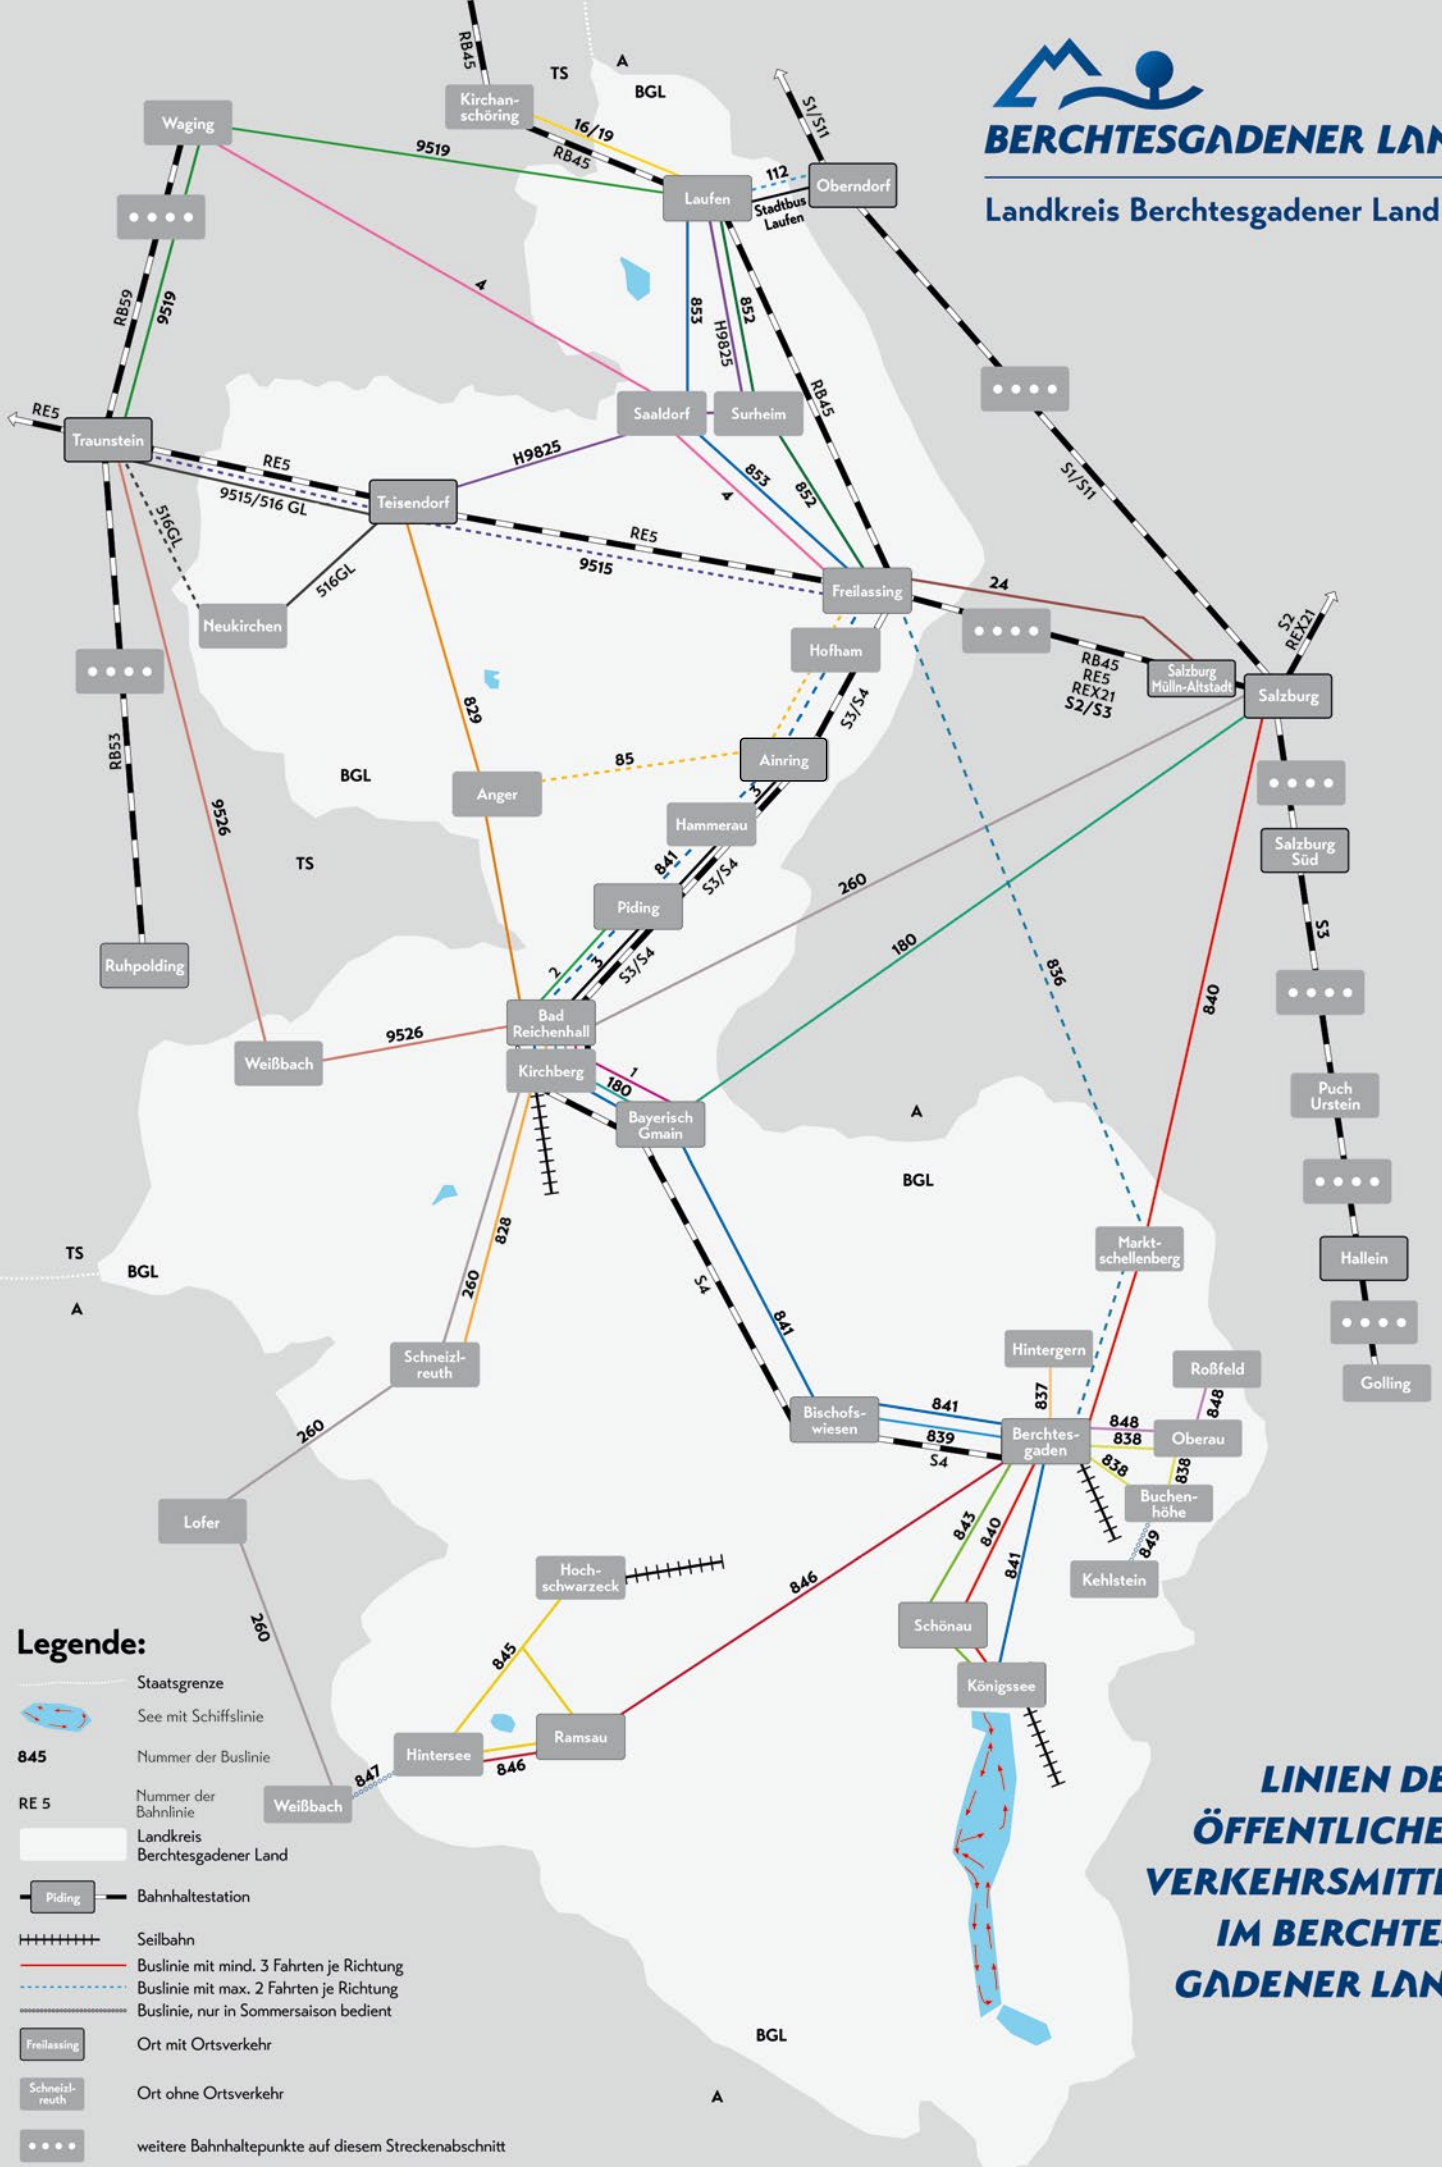 RB45
TS
A
BGL
Kirchan-
schöring
16/19
RB45
S1/S11
BERCHTESGADENER LAN
Landkreis Berchtesgadener Land
Waging
9519
Laufen
112
Stadtbus
Laufen
Oberndorf
RB59
9519
4
853
H9825
852
RB45
S1/S11
RE5
Traunstein
RE5
9515/516 GL
516GL
516GL
Teisendorf
H9825
Saaldorf
Surheim
4
853
852
RE5
9515
Freilassing
24
Neukirchen
Hofham
RB45
RE5
REX21
S2/S3
Salzburg
Mülln-Altstadt
S2
REX21
Salzburg
829
S3/S4
RB53
BGL
85
Ainring
Anger
3
9526
Hammerau
Salzburg
Süd
TS
841
S3/S4
260
Piding
180
S3
Ruhpolding
2
3
S3/S4
836
840
Bad
Reichenhall
9526
Weißbach
Kirchberg
1
180
Bayerisch
Gmain
Puch
Urstein
A
BGL
828
260
S4
841
Markt-
schellenberg
Hallein
TS
BGL
A
Schneizl-
reuth
Hintergern
837
Roßfeld
848
Golling
260
Bischofs-
wiesen
841
839
S4
Berchtes-
gaden
848
838
Oberau
838
838
Buchen-
höhe
849
Kehlstein
Lofer
843
840
841
260
Hoch-
schwarzeck
846
845
Schönau
Königssee
Ramsau
Hintersee
846
847
Weißbach
Legende:
Staatsgrenze
See mit Schiffslinie
845 Nummer der Buslinie
RE 5 Nummer der
Bahnlinie
Landkreis
Berchtesgadener Land
Piding Bahnhaltestation
Seilbahn
Buslinie mit mind. 3 Fahrten je Richtung
Buslinie mit max. 2 Fahrten je Richtung
Buslinie, nur in Sommersaison bedient
Freilassing Ort mit Ortsverkehr
Schneizl-
reuth Ort ohne Ortsverkehr
weitere Bahnhaltepunkte auf diesem Streckenabschnitt
BGL
A
LINIEN DE
ÖFFENTLICHE
VERKEHRSMITTE
IM BERCHTES
GADENER LAN